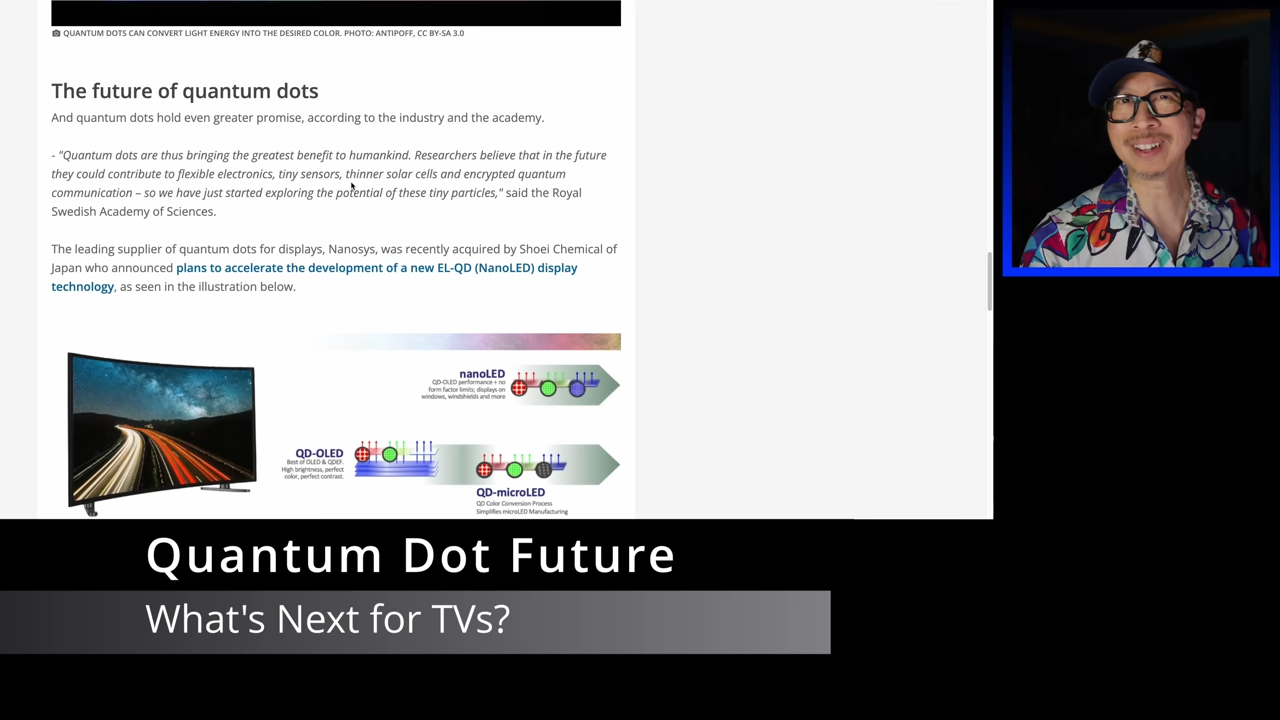 QUANTUM DOTS CAN CONVERT LIGHT ENERGY INTO THE DESIRED COLOR. PHOTO: ANTIPOFF, CC BY-SA 3.0
The future of quantum dots
And quantum dots hold even greater promise, according to the industry and the academy.
- "Quantum dots are thus bringing the greatest benefit to humankind. Researchers believe that in the future
they could contribute to flexible electronics, tiny sensors, thinner solar cells and encrypted quantum
communication – so we have just started exploring the potential of these tiny particles," said the Royal
Swedish Academy of Sciences.
The leading supplier of quantum dots for displays, Nanosys, was recently acquired by Shoei Chemical of
Japan who announced plans to accelerate the development of a new EL-QD (NanoLED) display
technology, as seen in the illustration below.
nanoLED
QD-OLED performance + no
form factor limits; displays on
windows, windshields and more
QD-OLED
Best of OLED & QDEF.
High brightness, perfect
color, perfect contrast.
QD-microLED
QD Color Conversion Process
Simplifies microLED Manufacturing
Quantum Dot Future
What's Next for TVs?